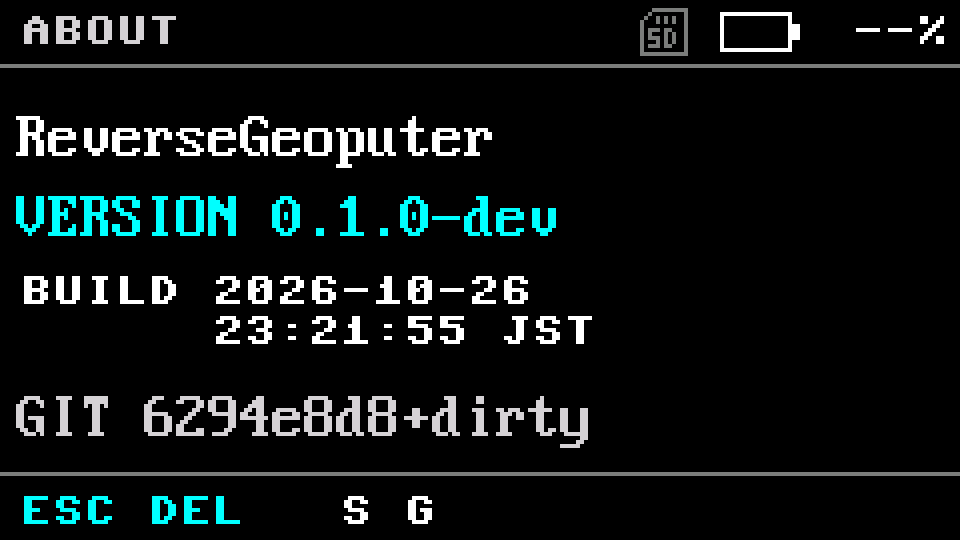 ABOUT SD --%
ReverseGeoputer
VERSION 0.1.0-dev
BUILD 2026-10-26
23:21:55 JST
GIT 6294e8d8+dirty
ESC DEL S G